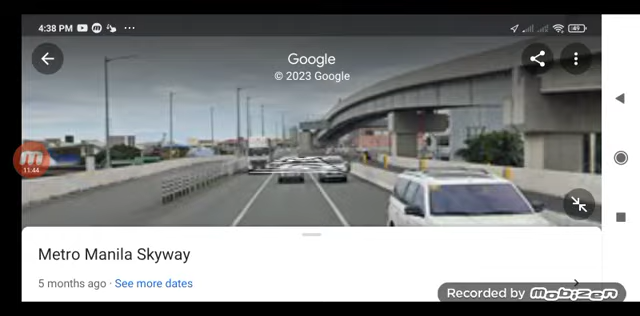 4:38 PM
49
Google
© 2023 Google
11:44
Metro Manila Skyway
5 months ago · See more dates
Recorded by mobizen